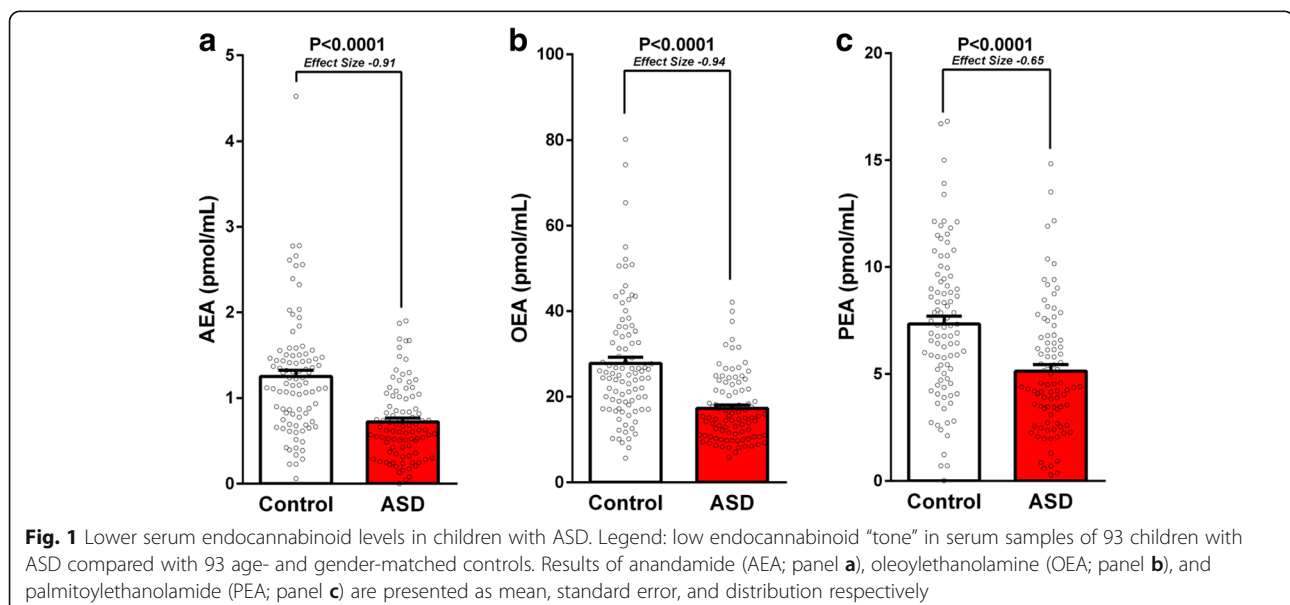 a
P<0.0001
Effect Size -0.91
5
4
3
2
1
0
AEA (pmol/mL)
Control
ASD
b
P<0.0001
Effect Size -0.94
100
80
60
40
20
0
OEA (pmol/mL)
Control
ASD
c
P<0.0001
Effect Size -0.65
20
15
10
5
0
PEA (pmol/mL)
Control
ASD
Fig. 1 Lower serum endocannabinoid levels in children with ASD. Legend: low endocannabinoid “tone” in serum samples of 93 children with
ASD compared with 93 age- and gender-matched controls. Results of anandamide (AEA; panel a), oleoylethanolamine (OEA; panel b), and
palmitoylethanolamide (PEA; panel c) are presented as mean, standard error, and distribution respectively